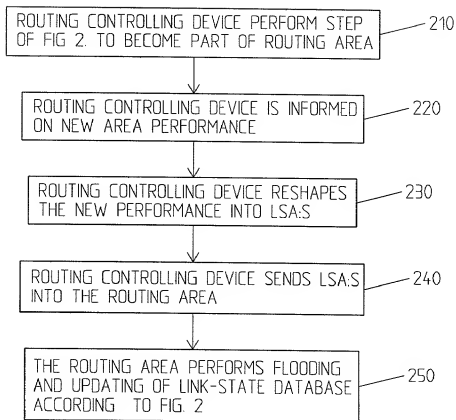 ROUTING CONTROLLING DEVICE PERFORM STEP
OF FIG 2. TO BECOME PART OF ROUTING AREA
210
ROUTING CONTROLLING DEVICE IS INFORMED
ON NEW AREA PERFORMANCE
220
ROUTING CONTROLLING DEVICE RESHAPES
THE NEW PERFORMANCE INTO LSA:S
230
ROUTING CONTROLLING DEVICE SENDS LSA:S
INTO THE ROUTING AREA
240
THE ROUTING AREA PERFORMS FLOODING
AND UPDATING OF LINK-STATE DATABASE
ACCORDING TO FIG. 2
250